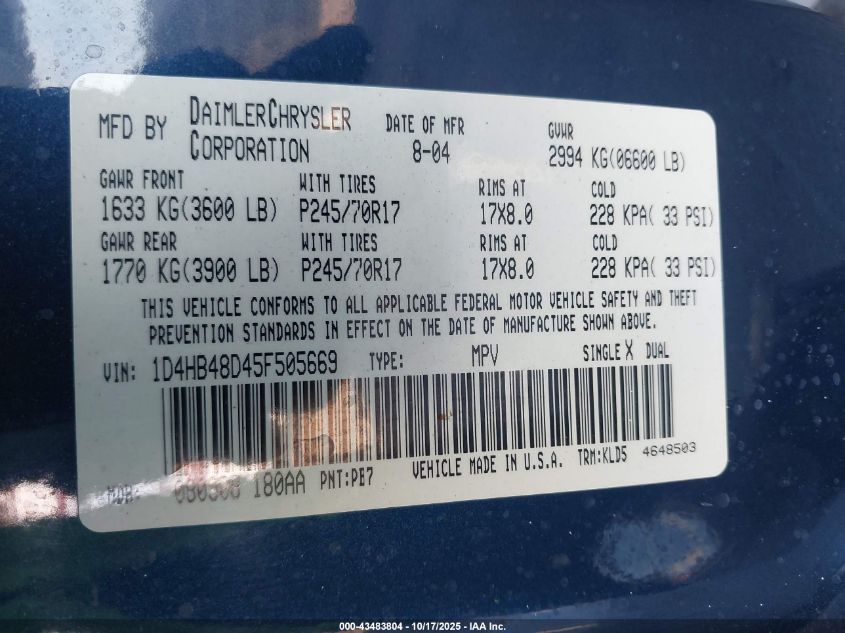 MFD BY DAIMLERCHRYSLER CORPORATION DATE OF MFR 8-04 GVWR 2994 KG(06600 LB)
GAWR FRONT WITH TIRES RIMS AT COLD
1633 KG(3600 LB) P245/70R17 17X8.0 228 KPA( 33 PSI)
GAWR REAR WITH TIRES RIMS AT COLD
1770 KG(3900 LB) P245/70R17 17X8.0 228 KPA( 33 PSI)
THIS VEHICLE CONFORMS TO ALL APPLICABLE FEDERAL MOTOR VEHICLE SAFETY AND THEFT
PREVENTION STANDARDS IN EFFECT ON THE DATE OF MANUFACTURE SHOWN ABOVE.
VIN: 1D4HB48D45F505669 TYPE: MPV SINGLE X DUAL
MDH: 080306 180AA PNT:PB7 VEHICLE MADE IN U.S.A. TRM:KLD5 4648503
000-43483804 / 10/17/2025 - IAA Inc.